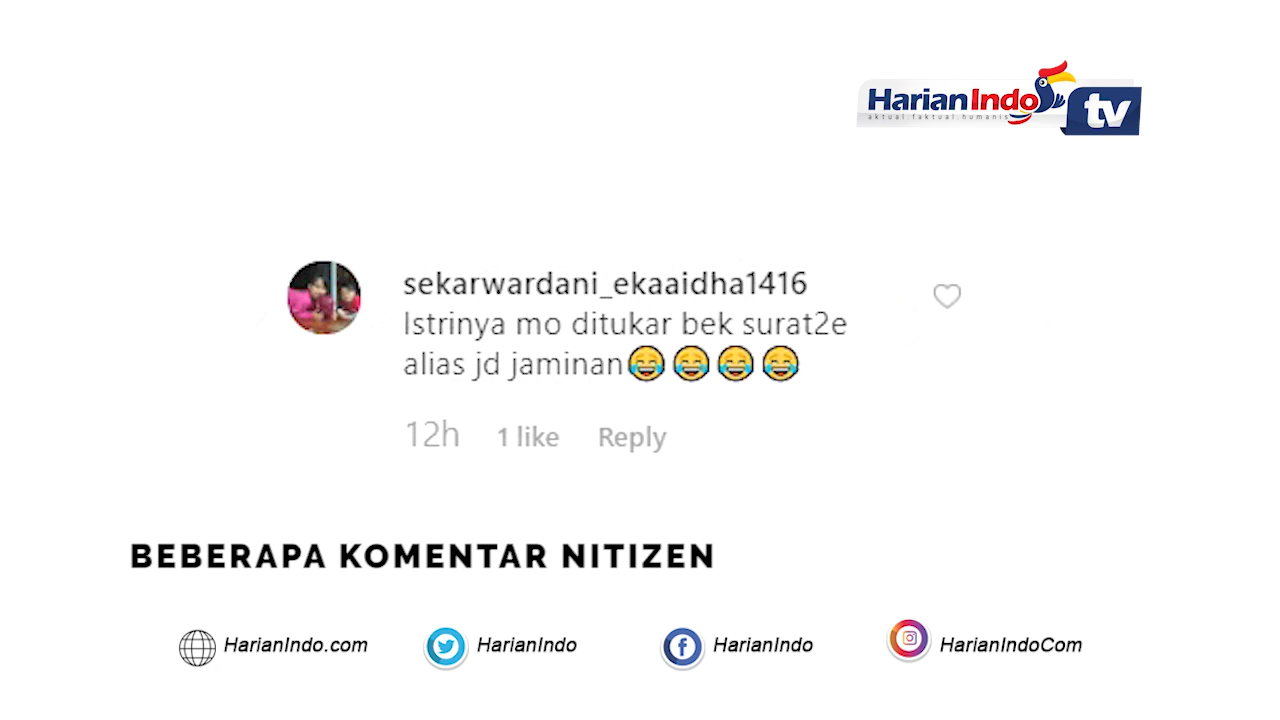 HarianIndo tv
aktual.faktual.humanis
sekarwardani_ekaaidha1416
Istrinya mo ditukar bek surat2e
alias jd jaminan😂😂😂😂
12h 1 like Reply
BEBERAPA KOMENTAR NITIZEN
HarianIndo.com HarianIndo HarianIndo HarianIndoCom